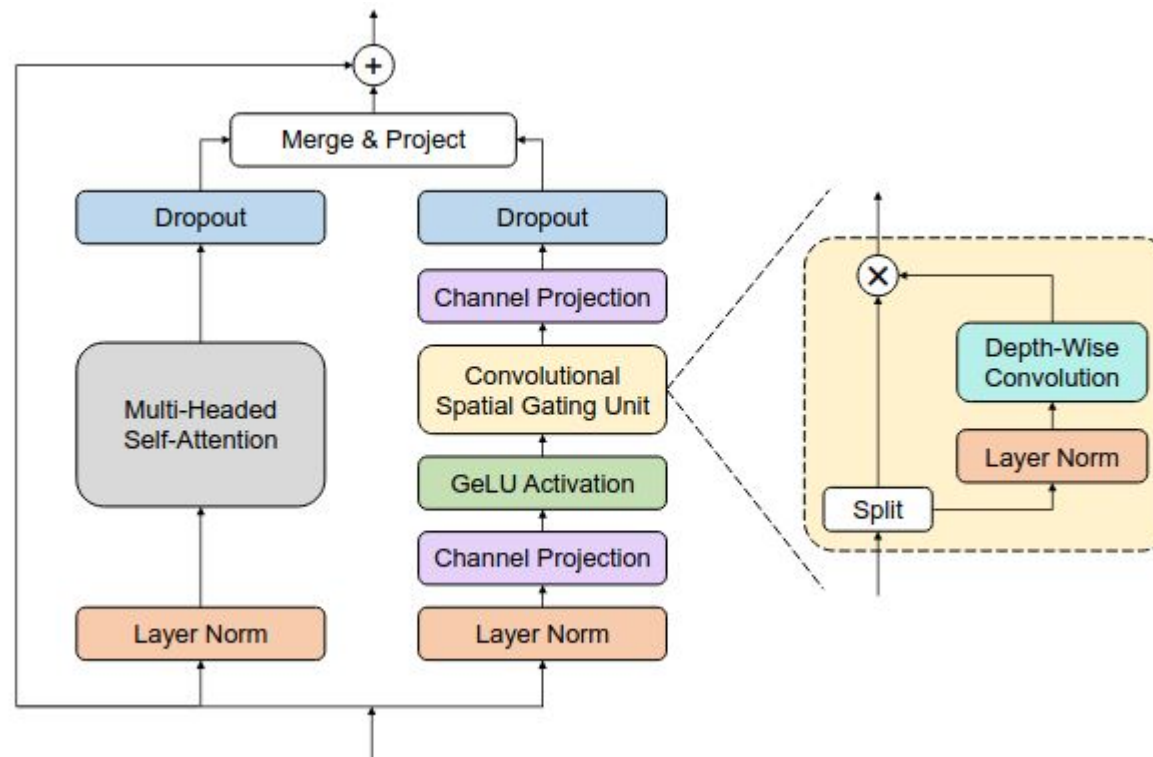 Merge & Project
Dropout
Dropout
Channel Projection
Multi-Headed
Self-Attention
Convolutional
Spatial Gating Unit
GeLU Activation
Channel Projection
Layer Norm
Layer Norm
Depth-Wise
Convolution
Layer Norm
Split